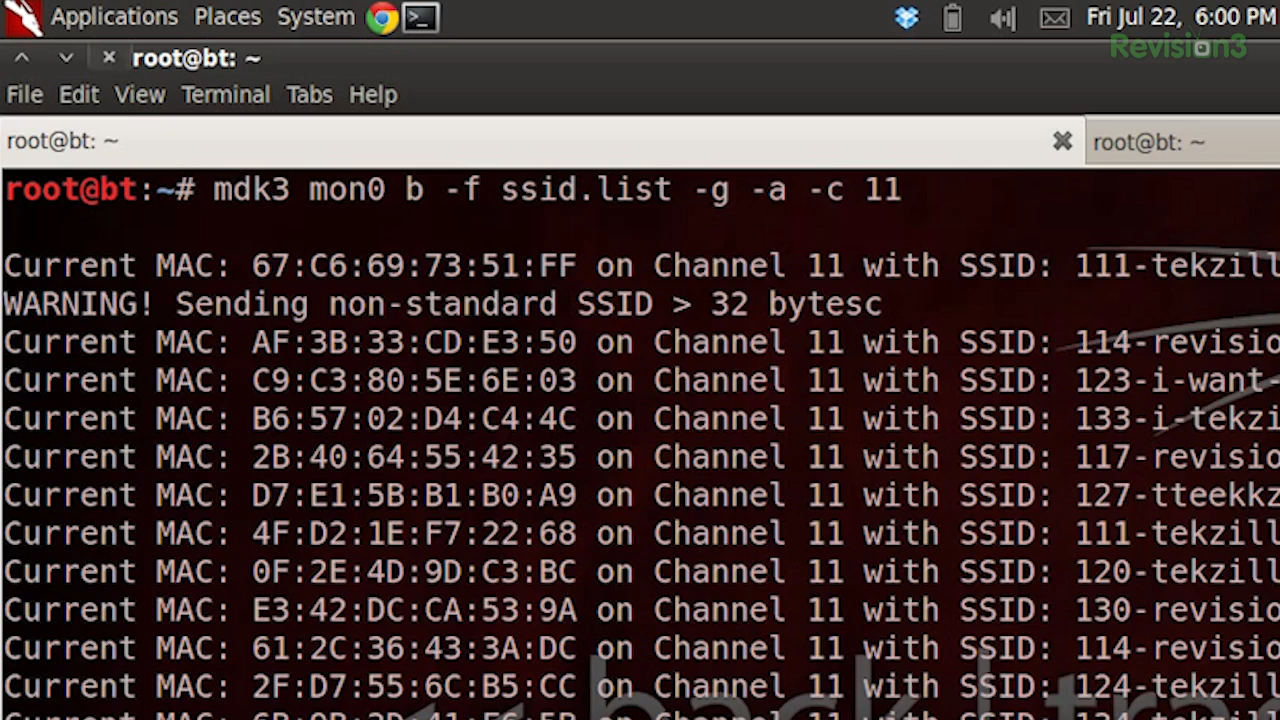 Applications Places System Fri Jul 22, 6:00 PM
Revision3
root@bt: ~
File Edit View Terminal Tabs Help
root@bt: ~ root@bt: ~
root@bt:~# mdk3 mon0 b -f ssid.list -g -a -c 11
Current MAC: 67:C6:69:73:51:FF on Channel 11 with SSID: 111-tekzill
WARNING! Sending non-standard SSID > 32 bytesc
Current MAC: AF:3B:33:CD:E3:50 on Channel 11 with SSID: 114-revisio
Current MAC: C9:C3:80:5E:6E:03 on Channel 11 with SSID: 123-i-want-
Current MAC: B6:57:02:D4:C4:4C on Channel 11 with SSID: 133-i-tekzi
Current MAC: 2B:40:64:55:42:35 on Channel 11 with SSID: 117-revisio
Current MAC: D7:E1:5B:B1:B0:A9 on Channel 11 with SSID: 127-tteekkz
Current MAC: 4F:D2:1E:F7:22:68 on Channel 11 with SSID: 111-tekzill
Current MAC: 0F:2E:4D:9D:C3:BC on Channel 11 with SSID: 120-tekzill
Current MAC: E3:42:DC:CA:53:9A on Channel 11 with SSID: 130-revisio
Current MAC: 61:2C:36:43:3A:DC on Channel 11 with SSID: 114-revisio
Current MAC: 2F:D7:55:6C:B5:CC on Channel 11 with SSID: 124-tekzill
<< back | tra